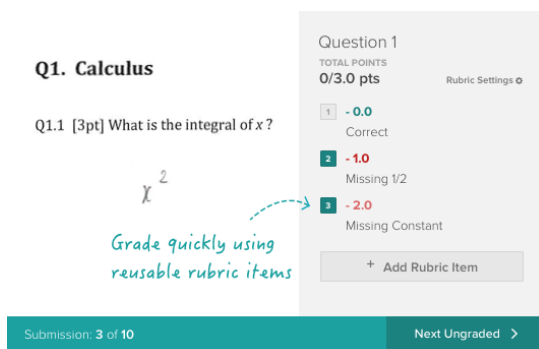 Q1. Calculus
Q1.1 [3pt] What is the integral of x ?
x²
Grade quickly using
reusable rubric items
Question 1
TOTAL POINTS
0/3.0 pts
Rubric Settings
1 - 0.0
Correct
2 - 1.0
Missing 1/2
3 - 2.0
Missing Constant
+ Add Rubric Item
Submission: 3 of 10
Next Ungraded >